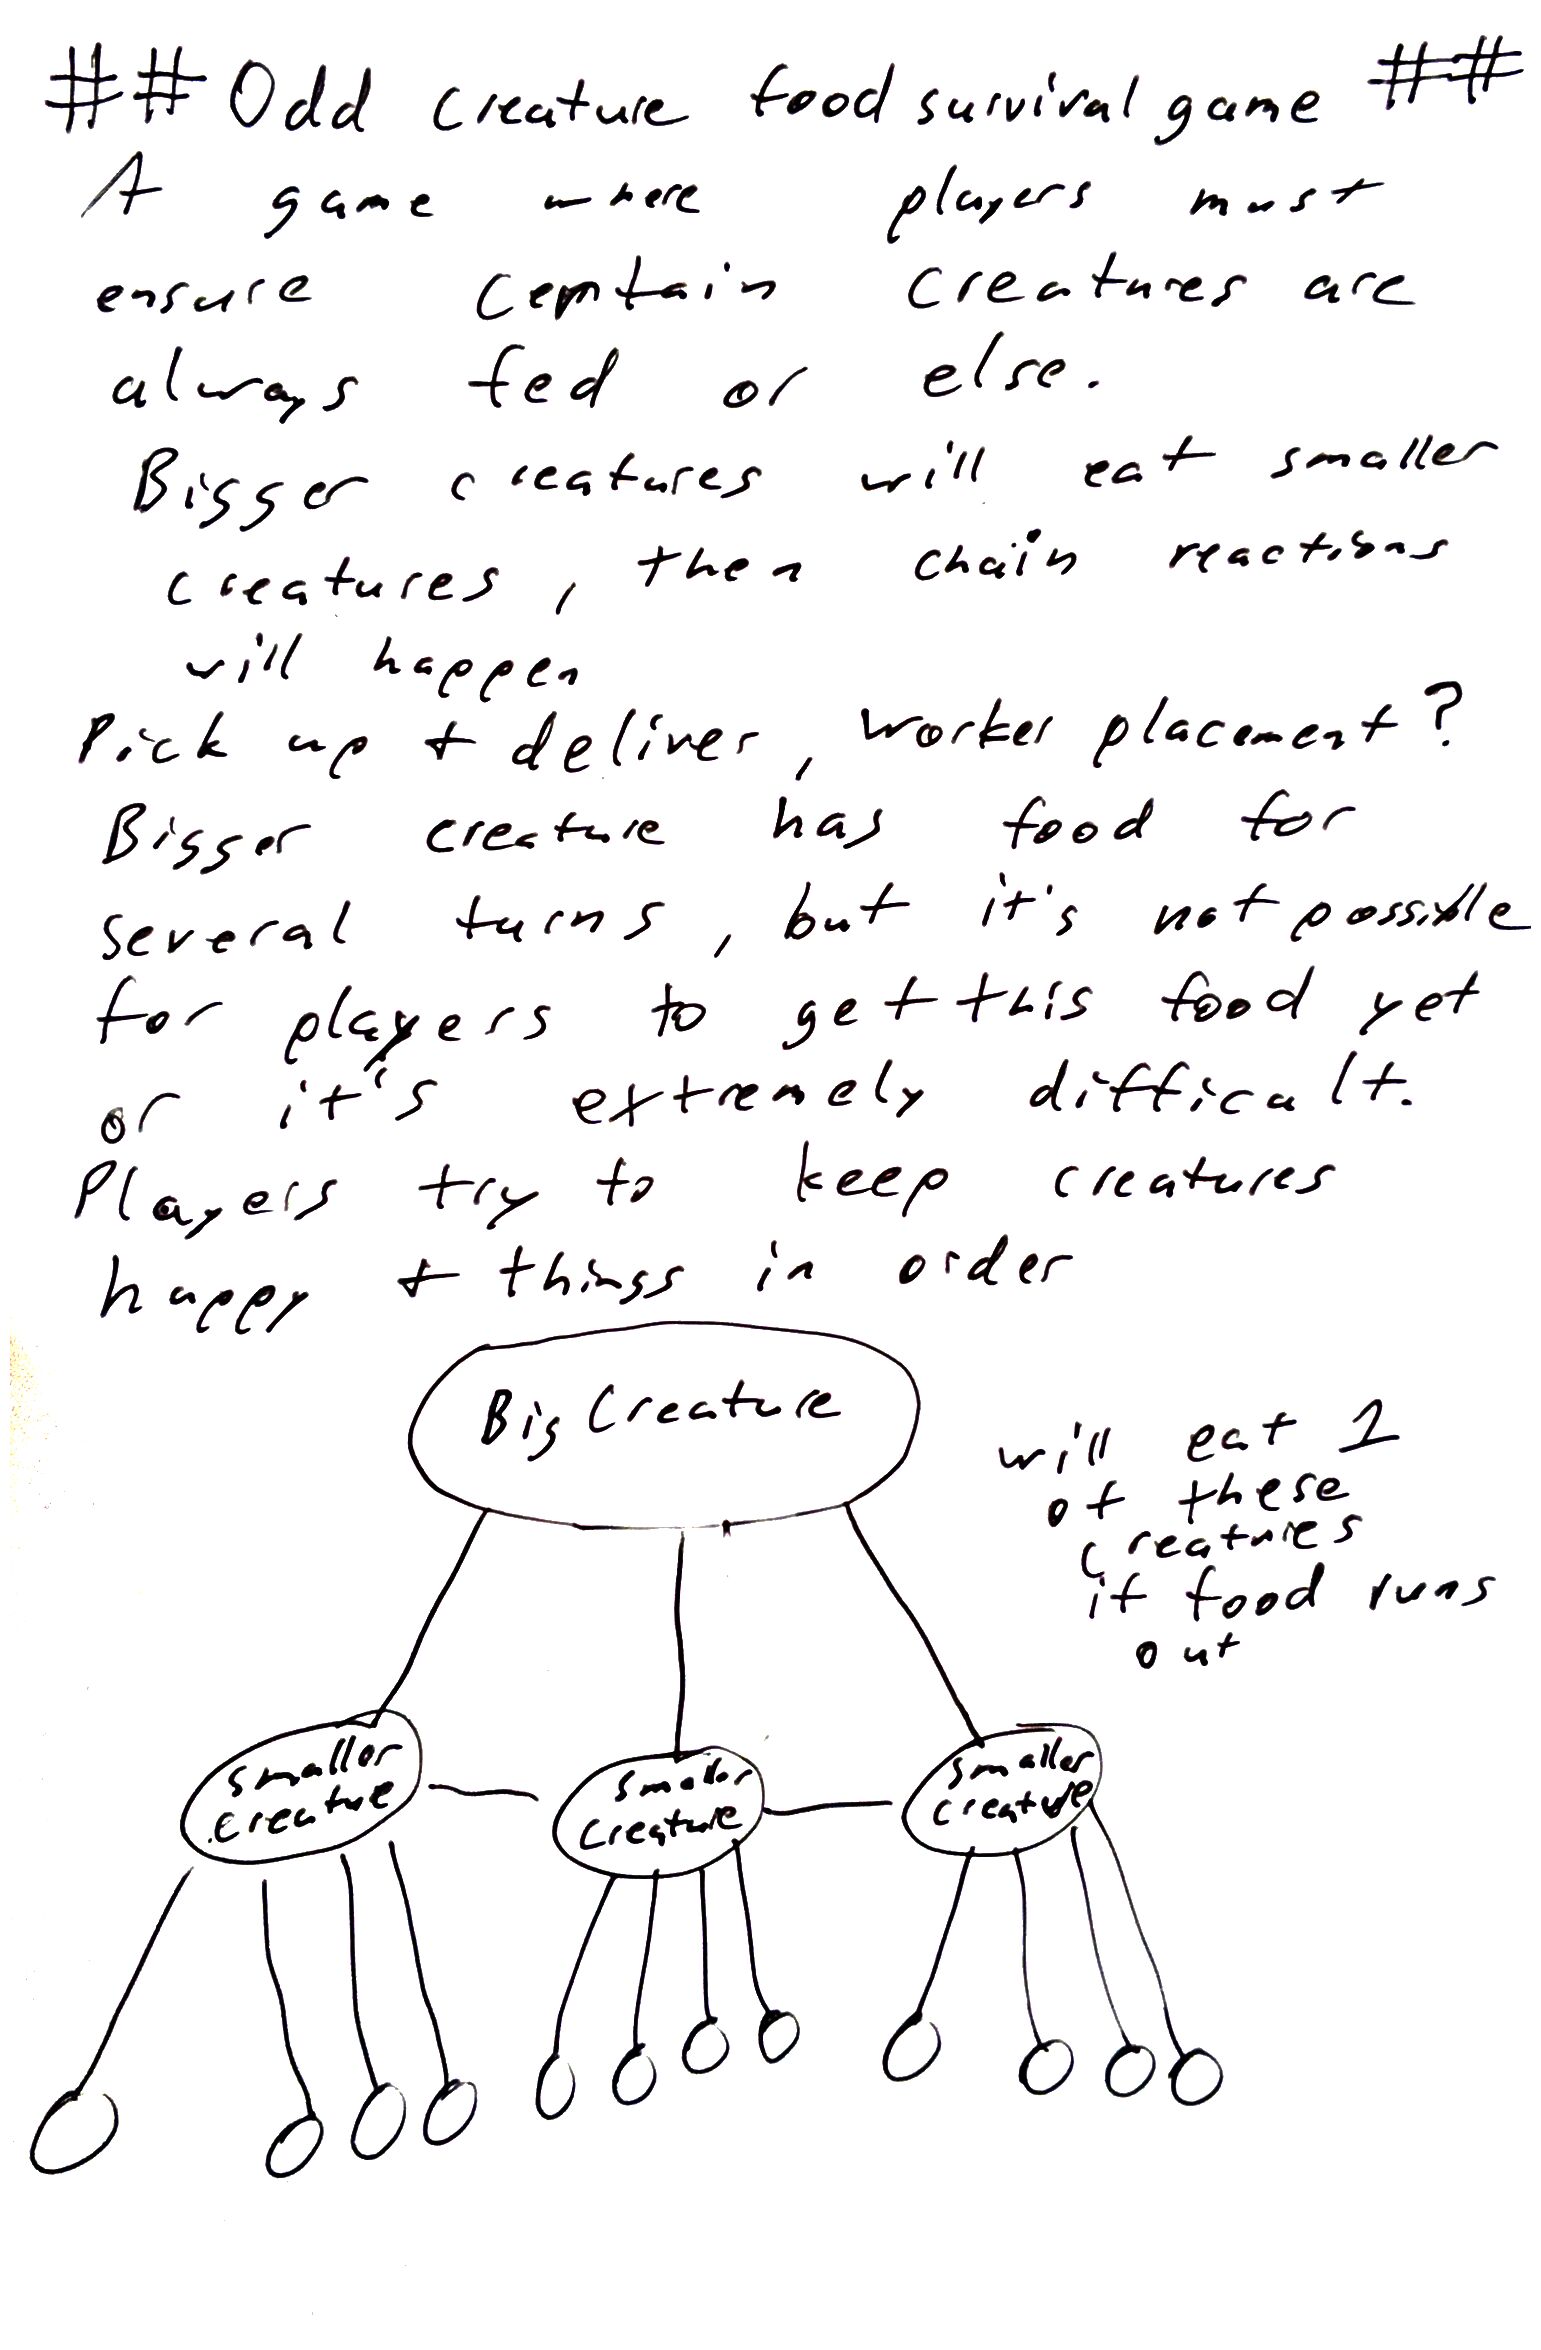 ## Odd creature food survival game ##
A game where players must
ensure certain creatures are
always fed or else.
Bigger creatures will eat smaller
creatures, then chain reactions
will happen
Pick up + deliver, worker placement?
Bigger creature has food for
several turns, but it's not possible
for players to get this food yet
or it's extremely difficult.
Players try to keep creatures
happy + things in order
Big Creature
will eat 1
of these
creatures
if food runs
out
Smaller
creature
Smaller
creature
Smaller
creature